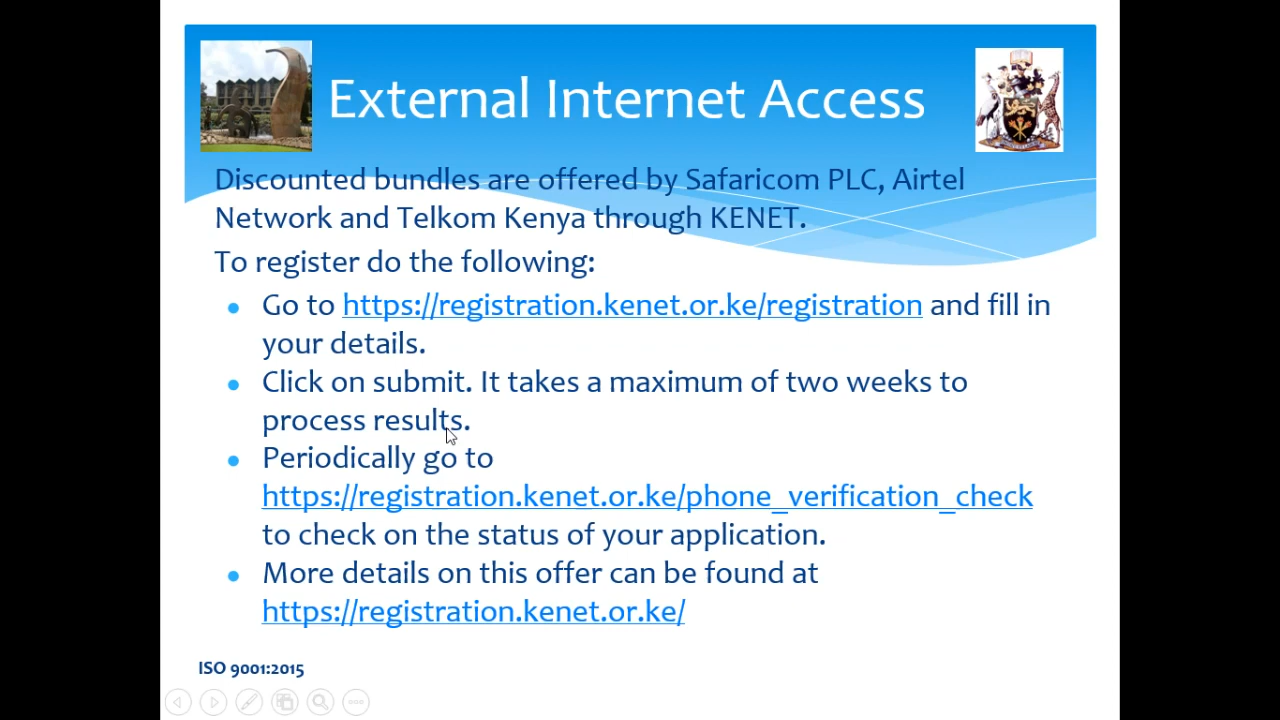 External Internet Access
Discounted bundles are offered by Safaricom PLC, Airtel
Network and Telkom Kenya through KENET.
To register do the following:
• Go to https://registration.kenet.or.ke/registration and fill in
your details.
• Click on submit. It takes a maximum of two weeks to
process results.
• Periodically go to
https://registration.kenet.or.ke/phone_verification_check
to check on the status of your application.
• More details on this offer can be found at
https://registration.kenet.or.ke/
ISO 9001:2015